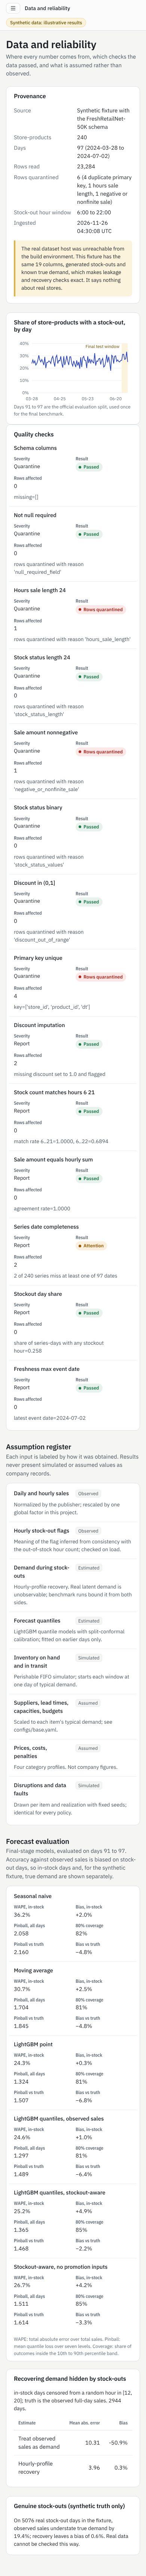 Data and reliability
Synthetic data: illustrative results
Data and reliability
Where every number comes from, which checks the
data passed, and what is assumed rather than
observed.
Provenance
Source
Synthetic fixture with
the FreshRetailNet-
50K schema
Store-products
240
Days
97 (2024-03-28 to
2024-07-02)
Rows read
23,284
Rows quarantined
6 (4 duplicate primary
key, 1 hours sale
length, 1 negative or
nonfinite sale)
Stock-out hour window
6:00 to 22:00
Ingested
2026-11-26
04:30:08 UTC
The real dataset host was unreachable from
the build environment. This fixture has the
same 19 columns, generated stock-outs and
known true demand, which makes leakage
and recovery checks exact. It says nothing
about real stores.
Share of store-products with a stock-out,
by day
40%
30%
20%
10%
0%
Final test window
03-28
04-25
05-23
06-20
Days 91 to 97 are the official evaluation split, used once
for the final benchmark.
Quality checks
Schema columns
Severity
Result
Quarantine
Passed
Rows affected
0
missing=[]
Not null required
Severity
Result
Quarantine
Passed
Rows affected
0
rows quarantined with reason
'null_required_field'
Hours sale length 24
Severity
Result
Quarantine
Rows quarantined
Rows affected
1
rows quarantined with reason 'hours_sale_length'
Stock status length 24
Severity
Result
Quarantine
Passed
Rows affected
0
rows quarantined with reason
'stock_status_length'
Sale amount nonnegative
Severity
Result
Quarantine
Rows quarantined
Rows affected
1
rows quarantined with reason
'negative_or_nonfinite_sale'
Stock status binary
Severity
Result
Quarantine
Passed
Rows affected
0
rows quarantined with reason
'stock_status_values'
Discount in (0,1]
Severity
Result
Quarantine
Passed
Rows affected
0
rows quarantined with reason
'discount_out_of_range'
Primary key unique
Severity
Result
Quarantine
Rows quarantined
Rows affected
4
key=['store_id', 'product_id', 'dt']
Discount imputation
Severity
Result
Report
Passed
Rows affected
2
missing discount set to 1.0 and flagged
Stock count matches hours 6 21
Severity
Result
Report
Passed
Rows affected
0
match rate 6..21=1.0000, 6..22=0.6894
Sale amount equals hourly sum
Severity
Result
Report
Passed
Rows affected
0
agreement rate=1.0000
Series date completeness
Severity
Result
Report
Attention
Rows affected
2
2 of 240 series miss at least one of 97 dates
Stockout day share
Severity
Result
Report
Passed
Rows affected
0
share of series-days with any stockout
hour=0.258
Freshness max event date
Severity
Result
Report
Passed
Rows affected
0
latest event date=2024-07-02
Assumption register
Each input is labelled by how it was obtained. Results
never present simulated or assumed values as
company records.
Daily and hourly sales
Observed
Normalized by the publisher; rescaled by one
global factor in this project.
Hourly stock-out flags
Observed
Meaning of the flag inferred from consistency with
the out-of-stock hour count; checked on load.
Demand during stock-
outs
Estimated
Hourly-profile recovery. Real latent demand is
unobservable; benchmark runs bound it from both
sides.
Forecast quantiles
Estimated
LightGBM quantile models with split-conformal
calibration; fitted on earlier days only.
Inventory on hand
and in transit
Simulated
Perishable FIFO simulator; starts each window at
one day of typical demand.
Suppliers, lead times,
capacities, budgets
Assumed
Scaled to each item's typical demand; see
configs/base.yaml.
Prices, costs,
penalties
Assumed
Four category profiles. Not company figures.
Disruptions and data
faults
Simulated
Drawn per item and realization with fixed seeds;
identical for every policy.
Forecast evaluation
Final-stage models, evaluated on days 91 to 97.
Accuracy against observed sales is biased on stock-
out days, so in-stock days and, for the synthetic
fixture, true demand are shown separately.
Seasonal naive
WAPE, in-stock
Bias, in-stock
36.2%
+2.0%
Pinball, all days
80% coverage
2.058
82%
Pinball vs truth
Bias vs truth
2.160
−4.8%
Moving average
WAPE, in-stock
Bias, in-stock
30.7%
+2.5%
Pinball, all days
80% coverage
1.704
81%
Pinball vs truth
Bias vs truth
1.845
−4.8%
LightGBM point
WAPE, in-stock
Bias, in-stock
24.3%
+0.3%
Pinball, all days
80% coverage
1.324
81%
Pinball vs truth
Bias vs truth
1.507
−6.8%
LightGBM quantiles, observed sales
WAPE, in-stock
Bias, in-stock
24.6%
+1.0%
Pinball, all days
80% coverage
1.297
81%
Pinball vs truth
Bias vs truth
1.489
−6.4%
LightGBM quantiles, stockout-aware
WAPE, in-stock
Bias, in-stock
25.2%
+4.9%
Pinball, all days
80% coverage
1.365
85%
Pinball vs truth
Bias vs truth
1.468
−2.2%
Stockout-aware, no promotion inputs
WAPE, in-stock
Bias, in-stock
26.7%
+4.2%
Pinball, all days
80% coverage
1.511
85%
Pinball vs truth
Bias vs truth
1.614
−3.3%
WAPE: total absolute error over total sales. Pinball:
mean quantile loss over seven levels. Coverage: share of
outcomes inside the 10th to 90th-percentile band.
Recovering demand hidden by stock-outs
in-stock days censored from a random hour in [12,
20]; truth is the observed full-day sales. 2944
days.
Estimate
Mean abs. error
Bias
Treat observed
sales as demand
10.31
-50.9%
Hourly-profile
recovery
3.96
0.3%
Genuine stock-outs (synthetic truth only)
On 5076 real stock-out days in the fixture,
observed sales understate true demand by
19.4%; recovery leaves a bias of 0.6%. Real data
cannot be checked this way.